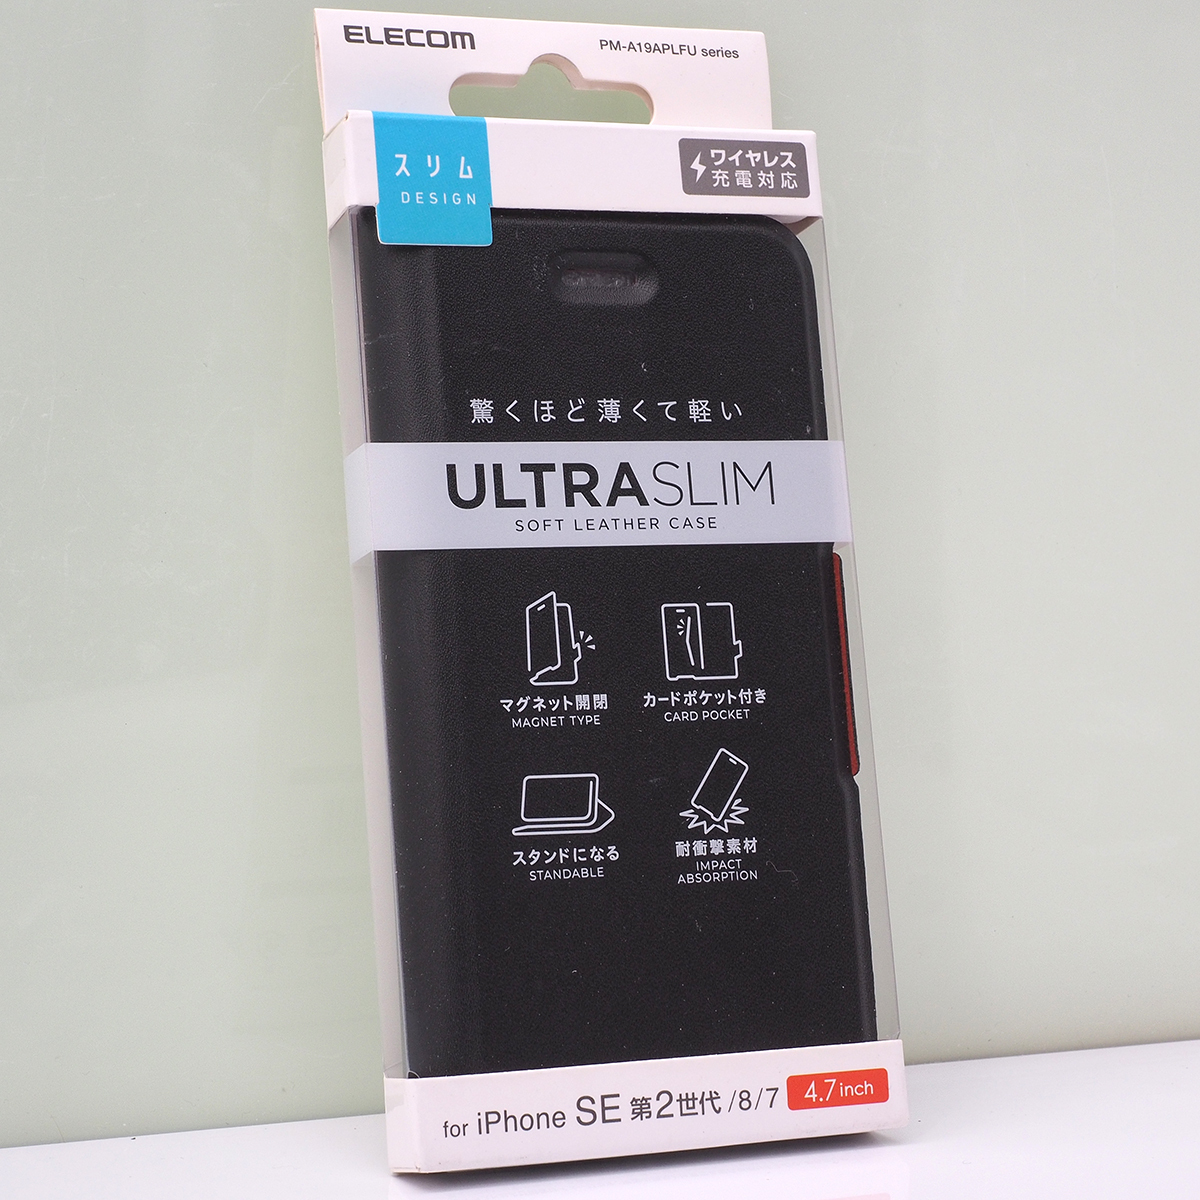 ELECOM
PM-A19APLFU series
スリム
DESIGN
ワイヤレス
充電対応
驚くほど薄くて軽い
ULTRASLIM
SOFT LEATHER CASE
マグネット開閉
MAGNET TYPE
カードポケット付き
CARD POCKET
スタンドになる
STANDABLE
耐衝撃素材
IMPACT
ABSORPTION
for iPhone SE 第2世代 /8/7
4.7inch